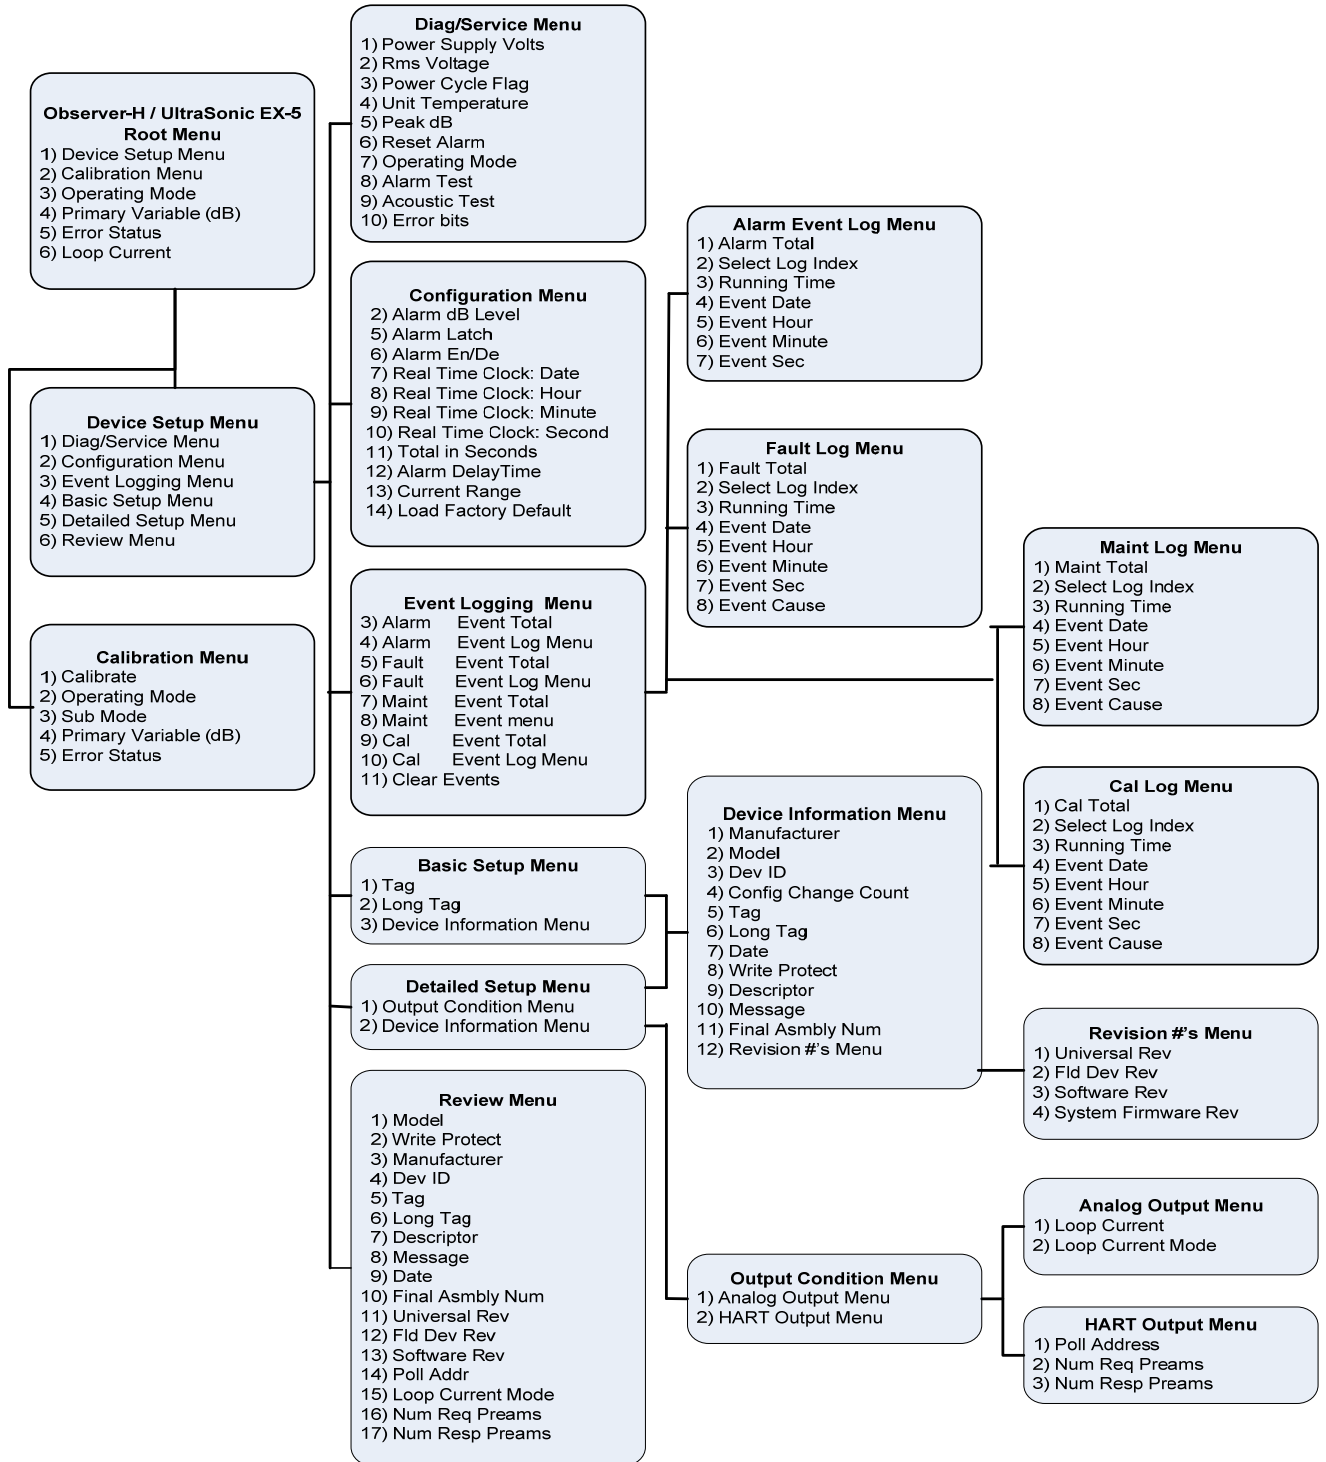 Observer-H / UltraSonic EX-5
Root Menu
1) Device Setup Menu
2) Calibration Menu
3) Operating Mode
4) Primary Variable (dB)
5) Error Status
6) Loop Current
Device Setup Menu
1) Diag/Service Menu
2) Configuration Menu
3) Event Logging Menu
4) Basic Setup Menu
5) Detailed Setup Menu
6) Review Menu
Calibration Menu
1) Calibrate
2) Operating Mode
3) Sub Mode
4) Primary Variable (dB)
5) Error Status
Diag/Service Menu
1) Power Supply Volts
2) Rms Voltage
3) Power Cycle Flag
4) Unit Temperature
5) Peak dB
6) Reset Alarm
7) Operating Mode
8) Alarm Test
9) Acoustic Test
10) Error bits
Configuration Menu
2) Alarm dB Level
5) Alarm Latch
6) Alarm En/De
7) Real Time Clock: Date
8) Real Time Clock: Hour
9) Real Time Clock: Minute
10) Real Time Clock: Second
11) Total in Seconds
12) Alarm DelayTime
13) Current Range
14) Load Factory Default
Event Logging Menu
3) Alarm Event Total
4) Alarm Event Log Menu
5) Fault Event Total
6) Fault Event Log Menu
7) Maint Event Total
8) Maint Event menu
9) Cal Event Total
10) Cal Event Log Menu
11) Clear Events
Basic Setup Menu
1) Tag
2) Long Tag
3) Device Information Menu
Detailed Setup Menu
1) Output Condition Menu
2) Device Information Menu
Review Menu
1) Model
2) Write Protect
3) Manufacturer
4) Dev ID
5) Tag
6) Long Tag
7) Descriptor
8) Message
9) Date
10) Final Asmbly Num
11) Universal Rev
12) Fld Dev Rev
13) Software Rev
14) Poll Addr
15) Loop Current Mode
16) Num Req Preams
17) Num Resp Preams
Alarm Event Log Menu
1) Alarm Total
2) Select Log Index
3) Running Time
4) Event Date
5) Event Hour
6) Event Minute
7) Event Sec
Fault Log Menu
1) Fault Total
2) Select Log Index
3) Running Time
4) Event Date
5) Event Hour
6) Event Minute
7) Event Sec
8) Event Cause
Device Information Menu
1) Manufacturer
2) Model
3) Dev ID
4) Config Change Count
5) Tag
6) Long Tag
7) Date
8) Write Protect
9) Descriptor
10) Message
11) Final Asmbly Num
12) Revision #'s Menu
Output Condition Menu
1) Analog Output Menu
2) HART Output Menu
Maint Log Menu
1) Maint Total
2) Select Log Index
3) Running Time
4) Event Date
5) Event Hour
6) Event Minute
7) Event Sec
8) Event Cause
Cal Log Menu
1) Cal Total
2) Select Log Index
3) Running Time
4) Event Date
5) Event Hour
6) Event Minute
7) Event Sec
8) Event Cause
Revision #'s Menu
1) Universal Rev
2) Fld Dev Rev
3) Software Rev
4) System Firmware Rev
Analog Output Menu
1) Loop Current
2) Loop Current Mode
HART Output Menu
1) Poll Address
2) Num Req Preams
3) Num Resp Preams